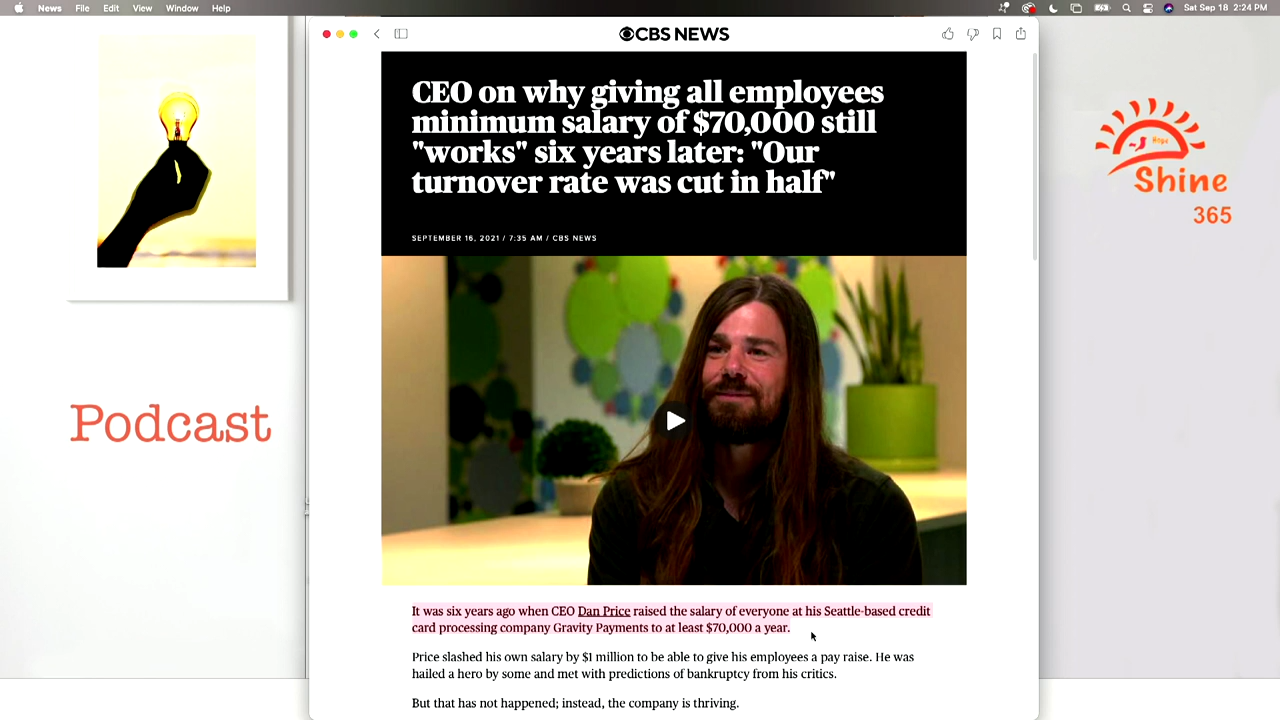 News File Edit View Window Help
Sat Sep 18 2:24 PM
CBS NEWS
CEO on why giving all employees
minimum salary of $70,000 still
"works" six years later: "Our
turnover rate was cut in half"
SEPTEMBER 16, 2021 / 7:35 AM / CBS NEWS
Hope
Shine
365
Podcast
It was six years ago when CEO Dan Price raised the salary of everyone at his Seattle-based credit
card processing company Gravity Payments to at least $70,000 a year.
Price slashed his own salary by $1 million to be able to give his employees a pay raise. He was
hailed a hero by some and met with predictions of bankruptcy from his critics.
But that has not happened; instead, the company is thriving.